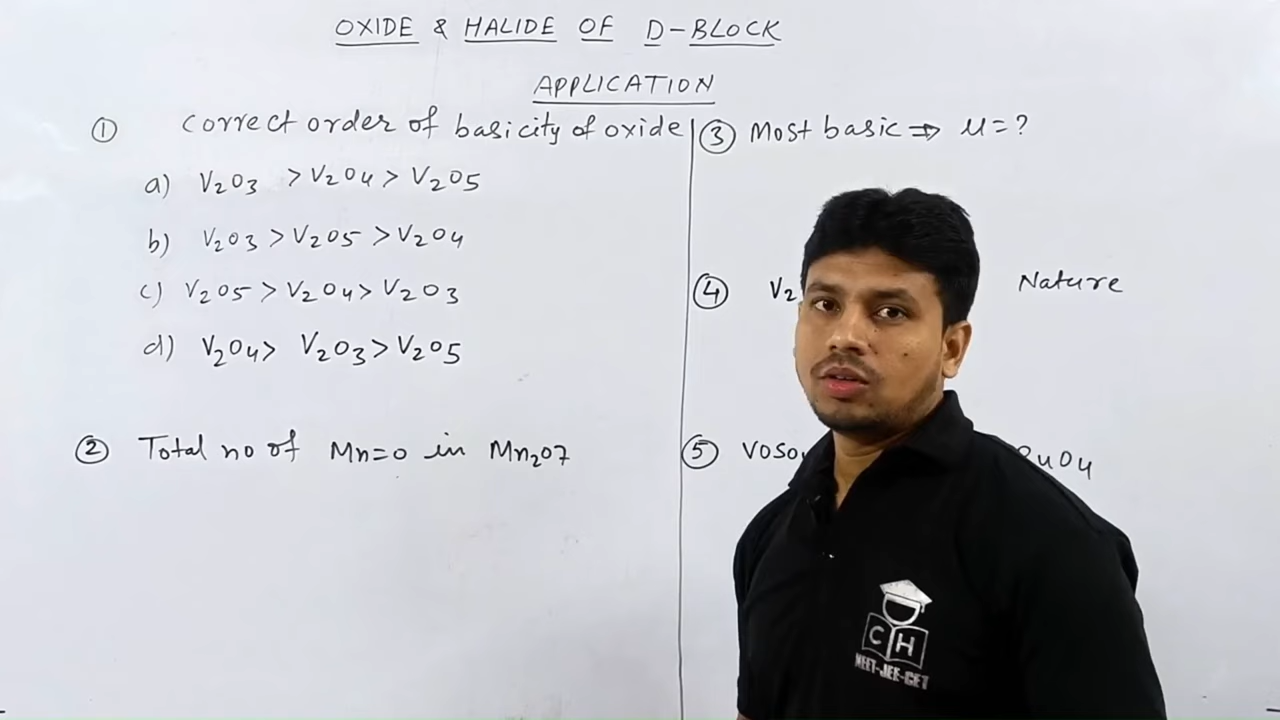 OXIDE & HALIDE OF D-BLOCK
APPLICATION
① Correct order of basicity of oxide
a) V2O3 > V2O4 > V2O5
b) V2O3 > V2O5 > V2O4
c) V2O5 > V2O4 > V2O3
d) V2O4 > V2O3 > V2O5
② Total no of Mn=O in Mn2O7
③ Most basic ⇒ μ = ?
④ V2 Nature
⑤ VOSO
CH
NEET-JEE-CET